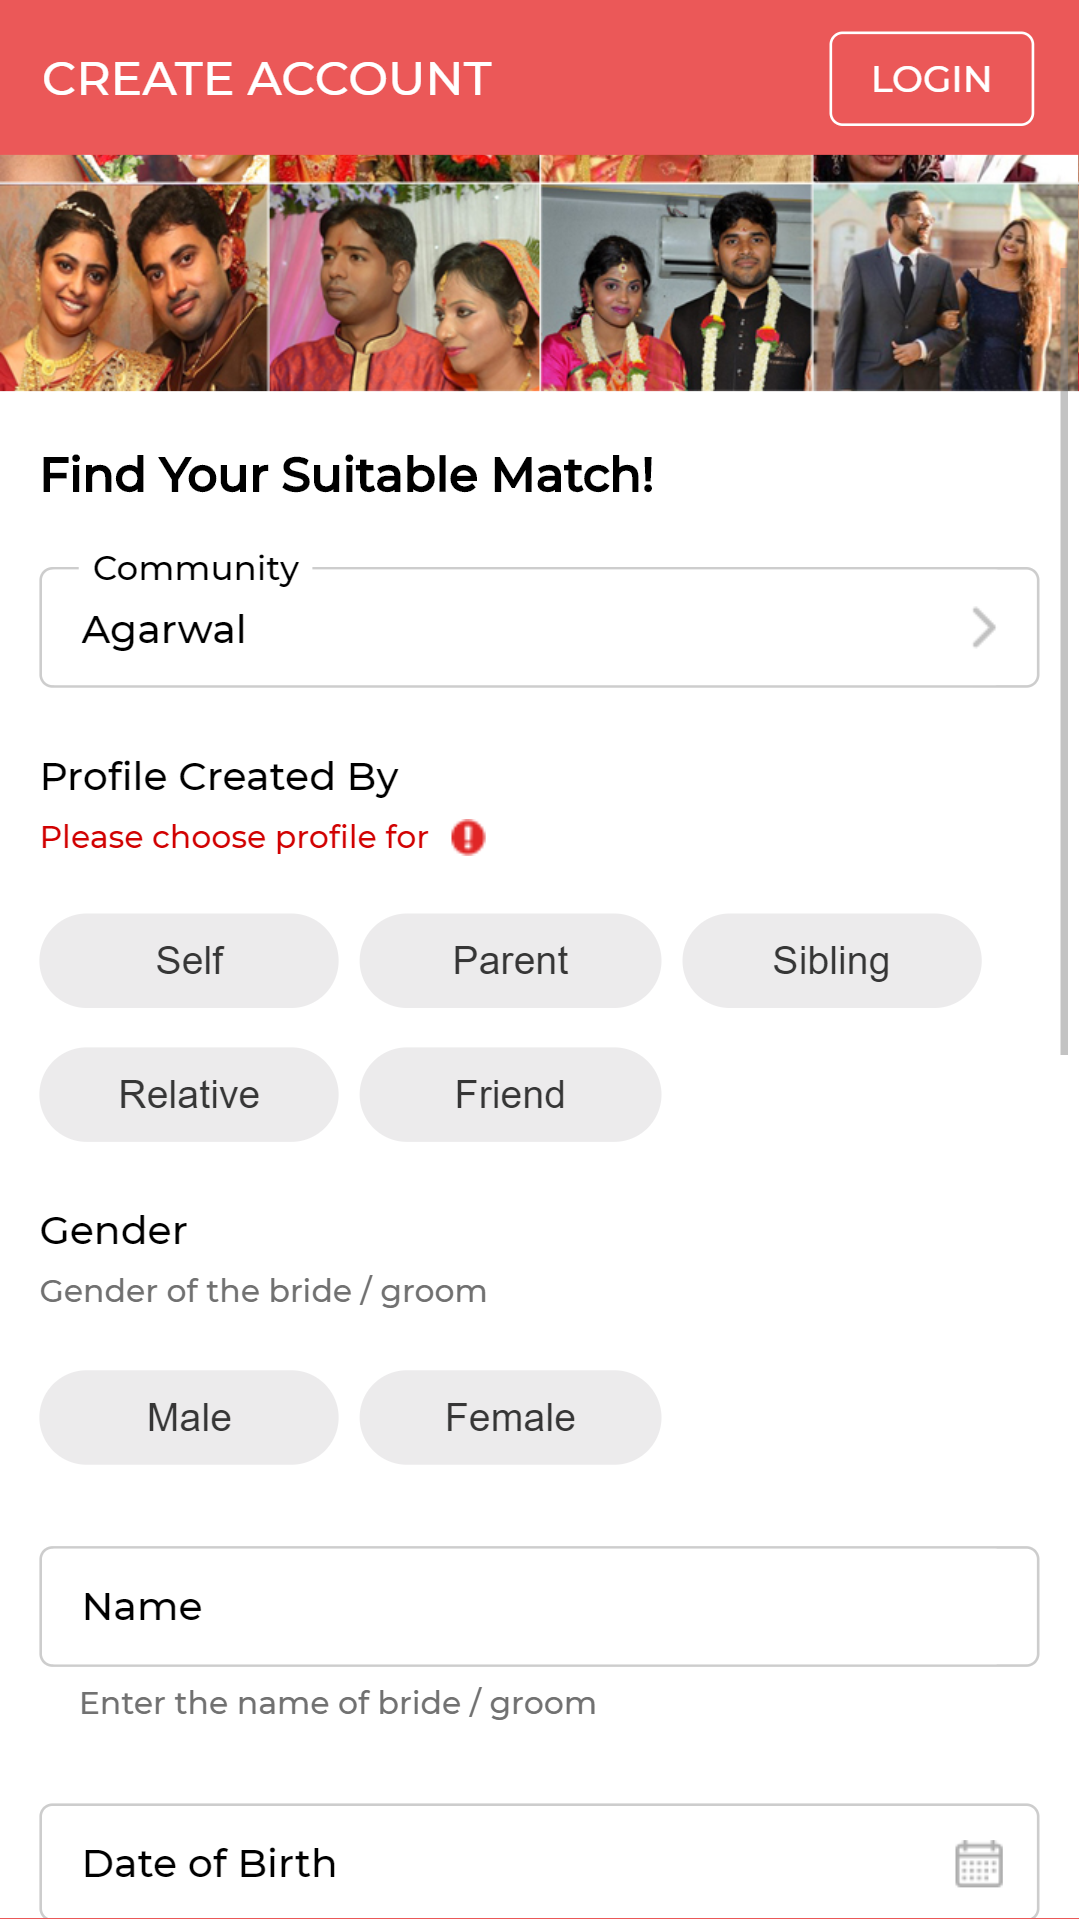 CREATE ACCOUNT
LOGIN
Find Your Suitable Match!
Community
Agarwal
Profile Created By
Please choose profile for
Self
Parent
Sibling
Relative
Friend
Gender
Gender of the bride / groom
Male
Female
Name
Enter the name of bride / groom
Date of Birth